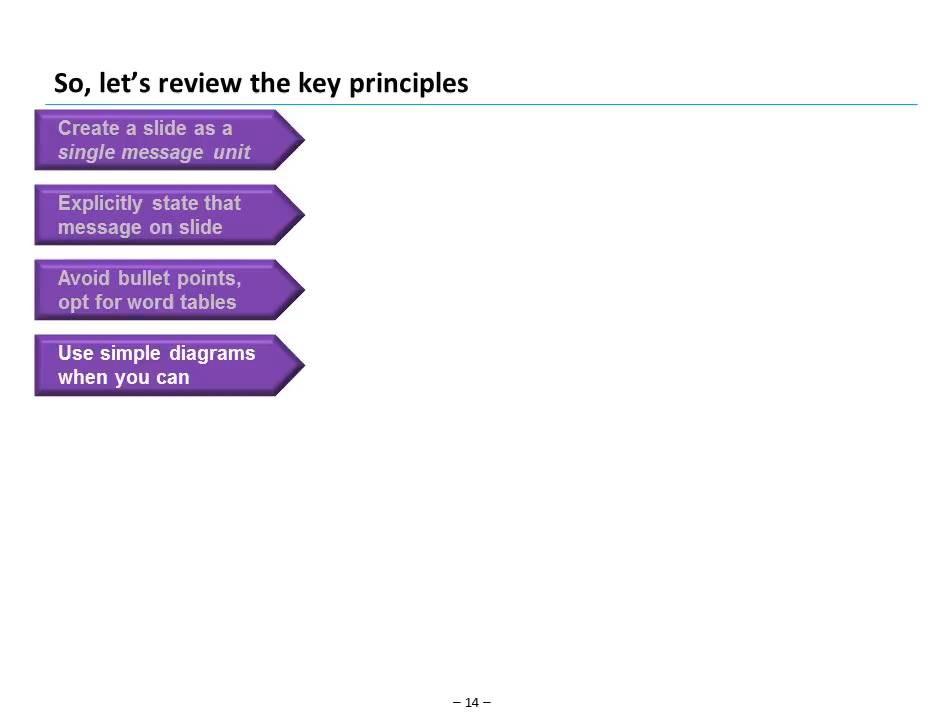 So, let’s review the key principles
Create a slide as a
single message unit
Explicitly state that
message on slide
Avoid bullet points,
opt for word tables
Use simple diagrams
when you can
– 14 –